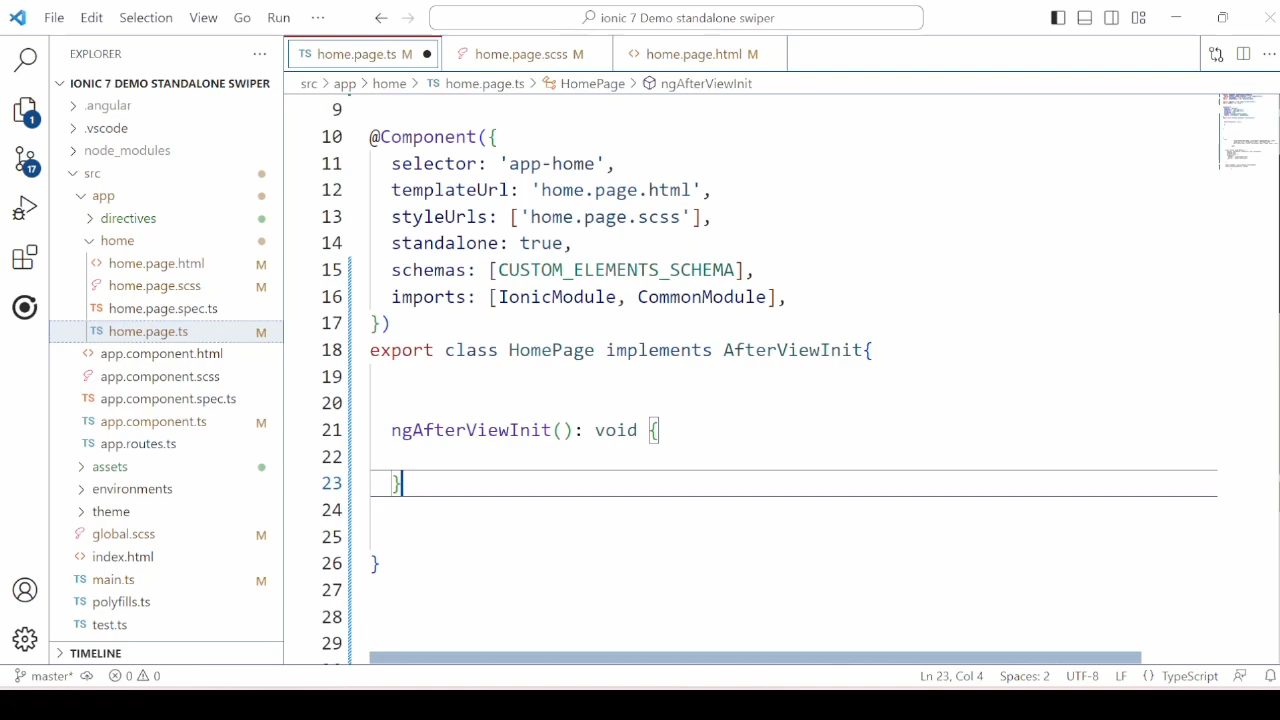 File Edit Selection View Go Run ··· ionic 7 Demo standalone swiper
EXPLORER ···
IONIC 7 DEMO STANDALONE SWIPER
.angular
.vscode
node_modules
src
app
directives
home
home.page.html M
home.page.scss M
home.page.spec.ts
home.page.ts M
app.component.html
app.component.scss
app.component.spec.ts
app.component.ts M
app.routes.ts
assets
environments
theme
global.scss M
index.html
main.ts M
polyfills.ts
test.ts
TIMELINE
1
17
TS home.page.ts M home.page.scss M home.page.html M ···
src > app > home > TS home.page.ts > HomePage > ngAfterViewInit
9
10 @Component({
11 selector: 'app-home',
12 templateUrl: 'home.page.html',
13 styleUrls: ['home.page.scss'],
14 standalone: true,
15 schemas: [CUSTOM_ELEMENTS_SCHEMA],
16 imports: [IonicModule, CommonModule],
17 })
18 export class HomePage implements AfterViewInit{
19
20
21 ngAfterViewInit(): void {
22
23 }
24
25
26 }
27
28
29
master* 0 0 Ln 23, Col 4 Spaces: 2 UTF-8 LF {} TypeScript